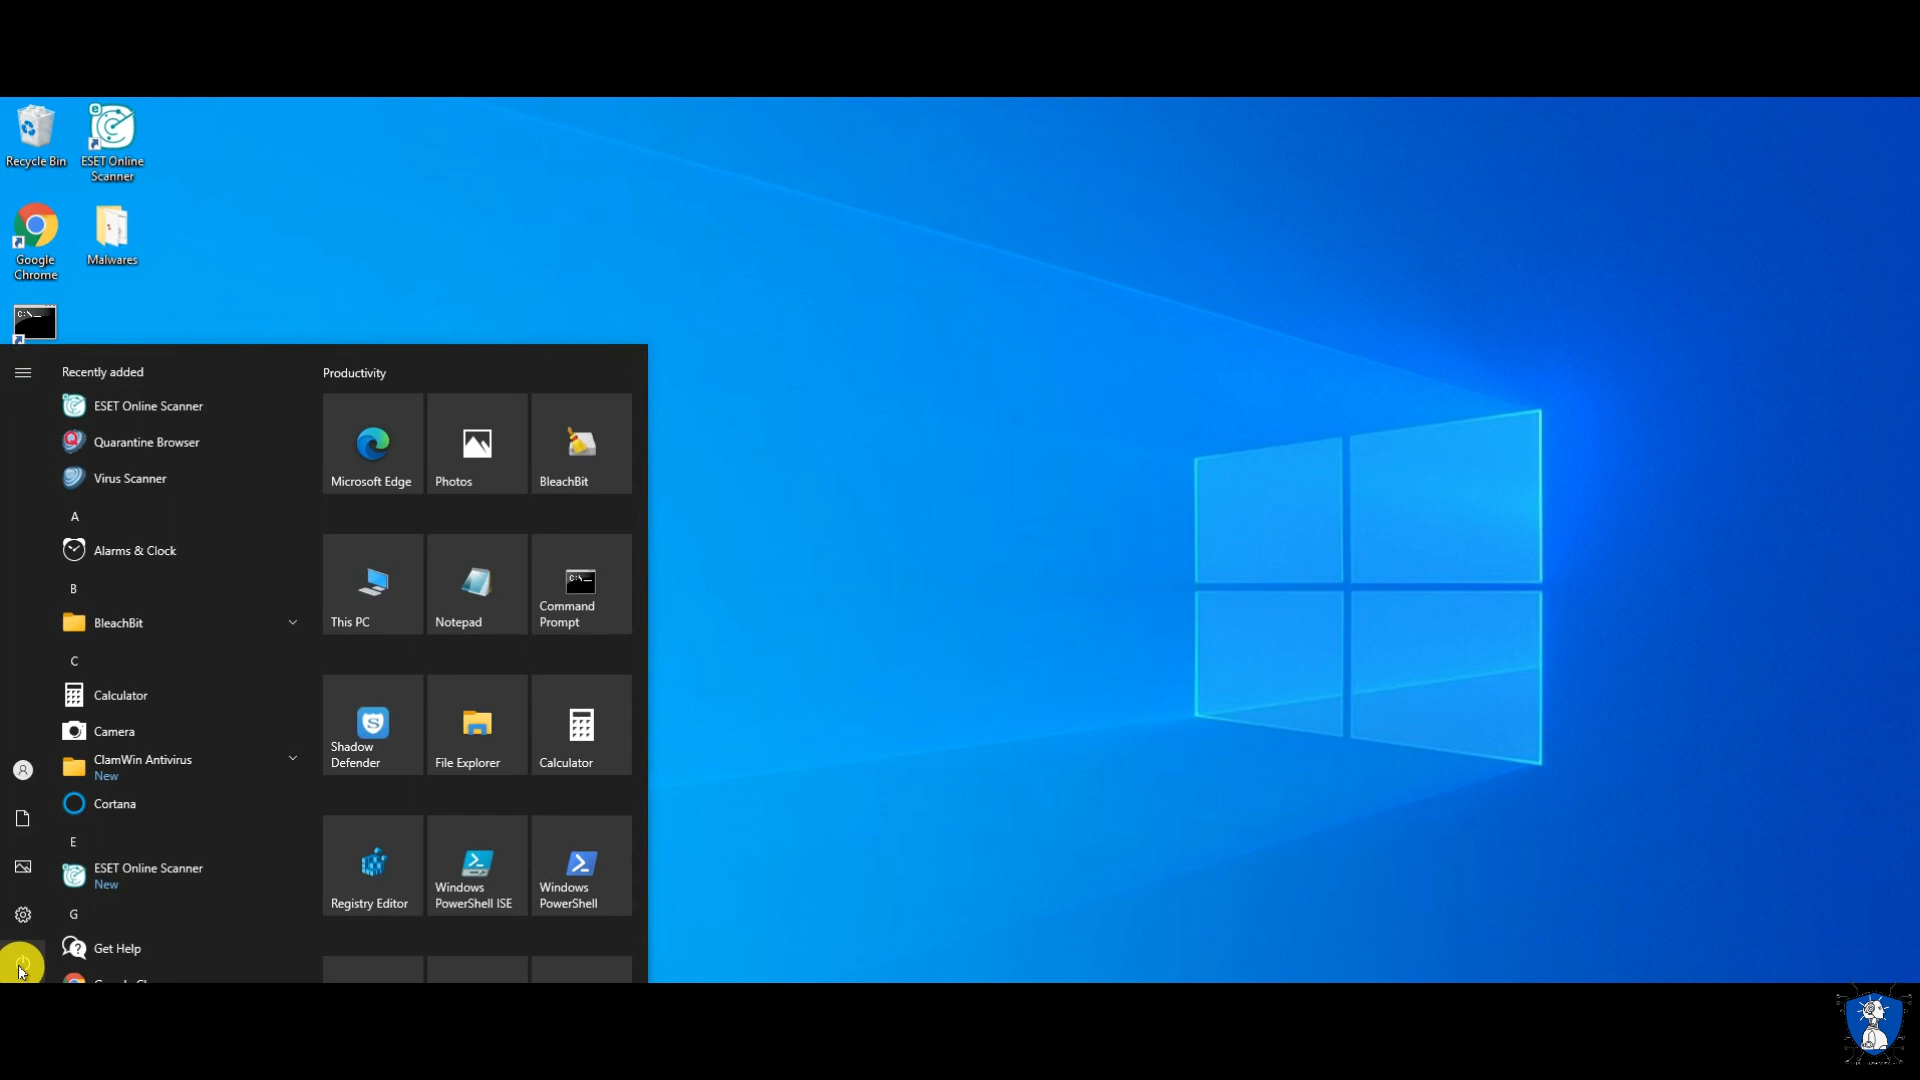 Recycle Bin
ESET Online
Scanner
Google
Chrome
Malwares
Recently added
ESET Online Scanner
Quarantine Browser
Virus Scanner
A
Alarms & Clock
B
BleachBit
C
Calculator
Camera
ClamWin Antivirus
New
Cortana
E
ESET Online Scanner
New
G
Get Help
Productivity
Microsoft Edge
Photos
BleachBit
This PC
Notepad
Command
Prompt
Shadow
Defender
File Explorer
Calculator
Registry Editor
Windows
PowerShell ISE
Windows
PowerShell